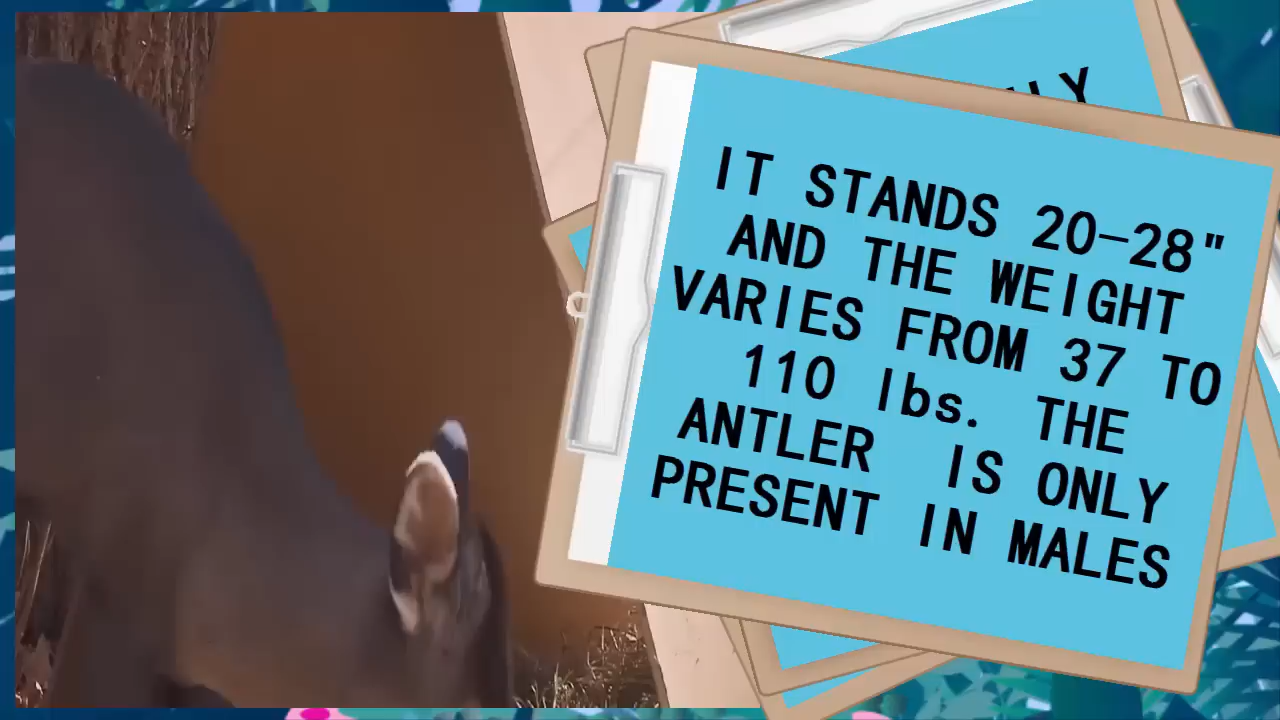 IT STANDS 20-28"
AND THE WEIGHT
VARIES FROM 37 TO
110 lbs. THE
ANTLER IS ONLY
PRESENT IN MALES